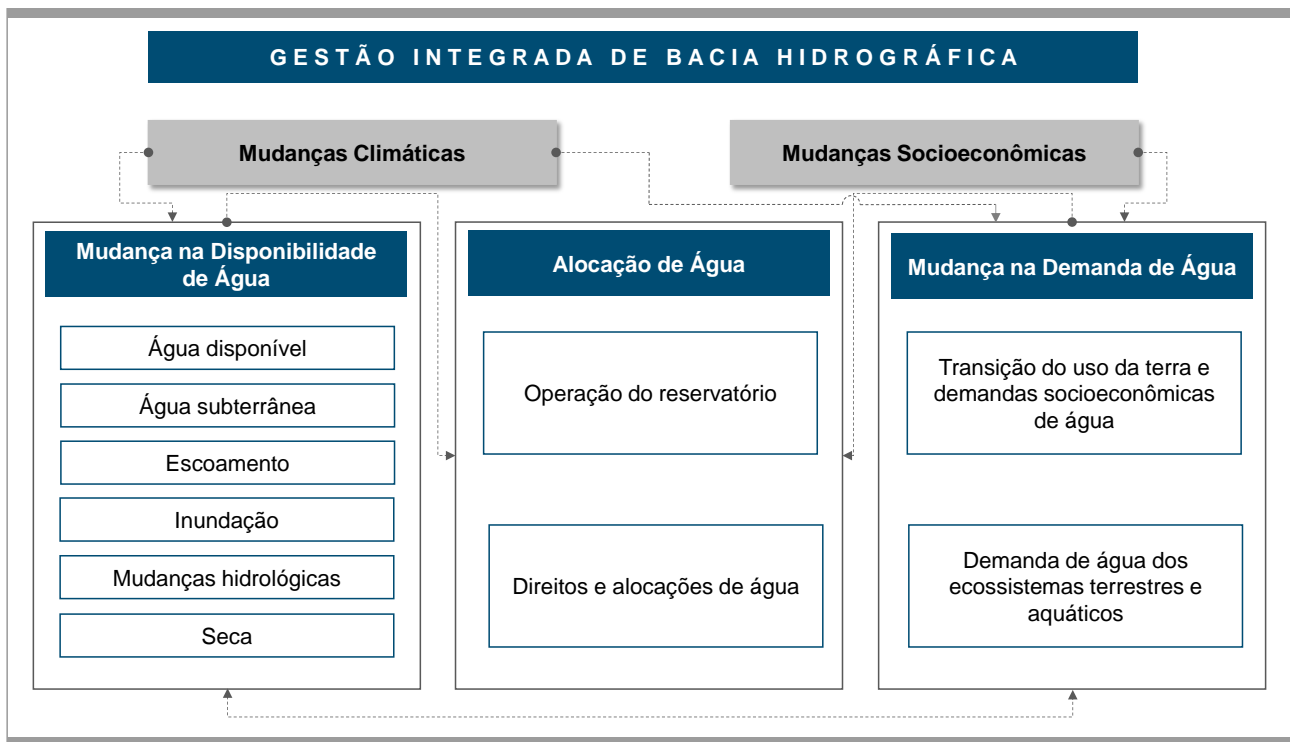 GESTÃO INTEGRADA DE BACIA HIDROGRÁFICA
Mudanças Climáticas
Mudanças Socioeconômicas
Mudança na Disponibilidade
de Água
Água disponível
Água subterrânea
Escoamento
Inundação
Mudanças hidrológicas
Seca
Alocação de Água
Operação do reservatório
Direitos e alocações de água
Mudança na Demanda de Água
Transição do uso da terra e
demandas socioeconômicas
de água
Demanda de água dos
ecossistemas terrestres e
aquáticos